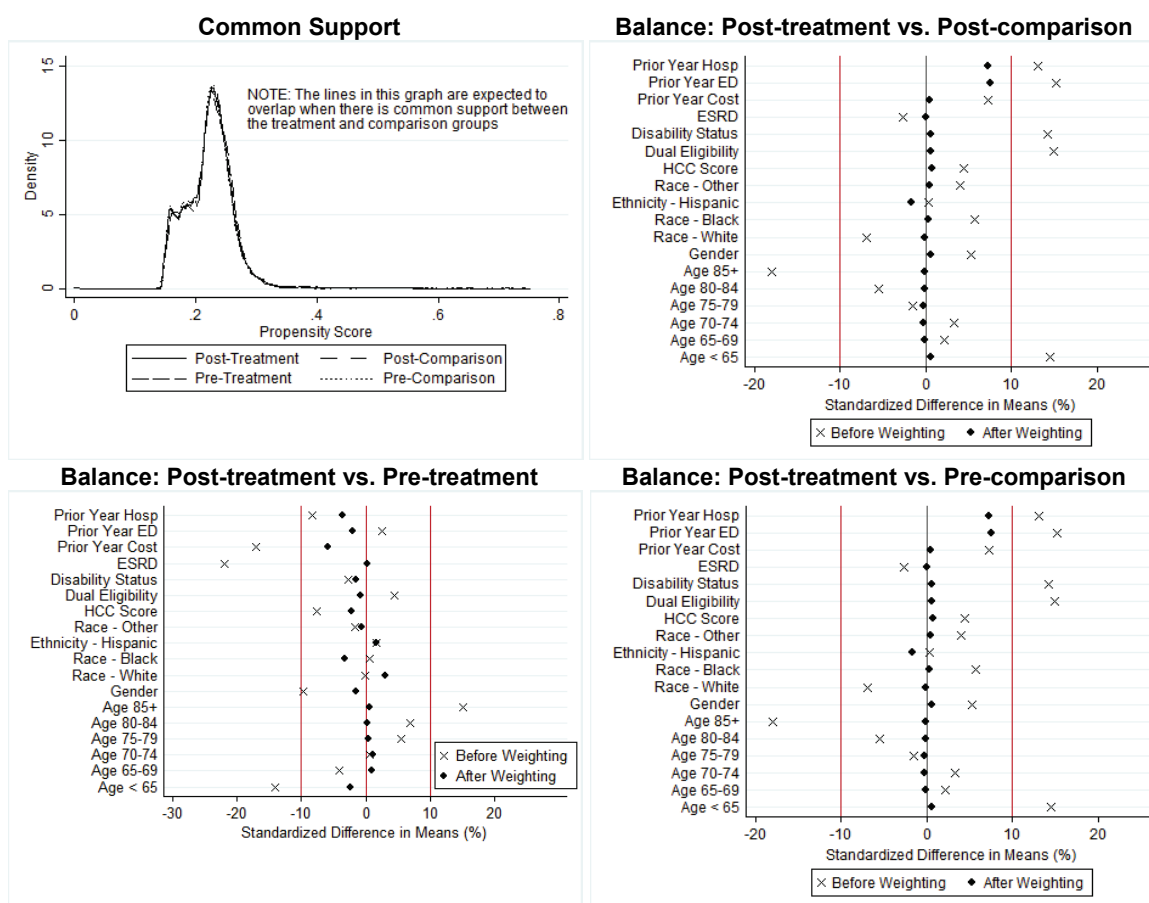 Common Support
15
10
5
0
Density
NOTE: The lines in this graph are expected to
overlap when there is common support between
the treatment and comparison groups
0 .2 .4 .6 .8
Propensity Score
Post-Treatment Post-Comparison
Pre-Treatment Pre-Comparison
Balance: Post-treatment vs. Post-comparison
Prior Year Hosp
Prior Year ED
Prior Year Cost
ESRD
Disability Status
Dual Eligibility
HCC Score
Race - Other
Ethnicity - Hispanic
Race - Black
Race - White
Gender
Age 85+
Age 80-84
Age 75-79
Age 70-74
Age 65-69
Age < 65
-20 -10 0 10 20
Standardized Difference in Means (%)
Before Weighting After Weighting
Balance: Post-treatment vs. Pre-treatment
Prior Year Hosp
Prior Year ED
Prior Year Cost
ESRD
Disability Status
Dual Eligibility
HCC Score
Race - Other
Ethnicity - Hispanic
Race - Black
Race - White
Gender
Age 85+
Age 80-84
Age 75-79
Age 70-74
Age 65-69
Age < 65
Before Weighting
After Weighting
-30 -20 -10 0 10 20
Standardized Difference in Means (%)
Balance: Post-treatment vs. Pre-comparison
Prior Year Hosp
Prior Year ED
Prior Year Cost
ESRD
Disability Status
Dual Eligibility
HCC Score
Race - Other
Ethnicity - Hispanic
Race - Black
Race - White
Gender
Age 85+
Age 80-84
Age 75-79
Age 70-74
Age 65-69
Age < 65
-20 -10 0 10 20
Standardized Difference in Means (%)
Before Weighting After Weighting